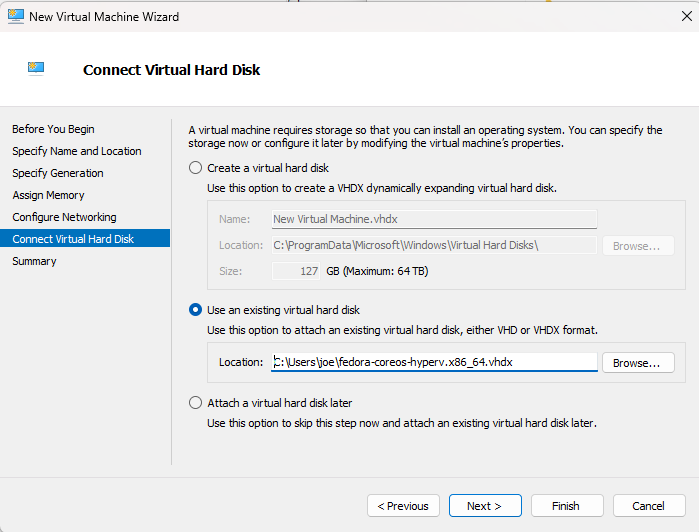 New Virtual Machine Wizard
Connect Virtual Hard Disk
Before You Begin
Specify Name and Location
Specify Generation
Assign Memory
Configure Networking
Connect Virtual Hard Disk
Summary
A virtual machine requires storage so that you can install an operating system. You can specify the
storage now or configure it later by modifying the virtual machine's properties.
Create a virtual hard disk
Use this option to create a VHDX dynamically expanding virtual hard disk.
Name: New Virtual Machine.vhdx
Location: C:\ProgramData\Microsoft\Windows\Virtual Hard Disks\ Browse...
Size: 127 GB (Maximum: 64 TB)
Use an existing virtual hard disk
Use this option to attach an existing virtual hard disk, either VHD or VHDX format.
Location: C:\Users\joe\fedora-coreos-hyperv.x86_64.vhdx Browse...
Attach a virtual hard disk later
Use this option to skip this step now and attach an existing virtual hard disk later.
< Previous Next > Finish Cancel